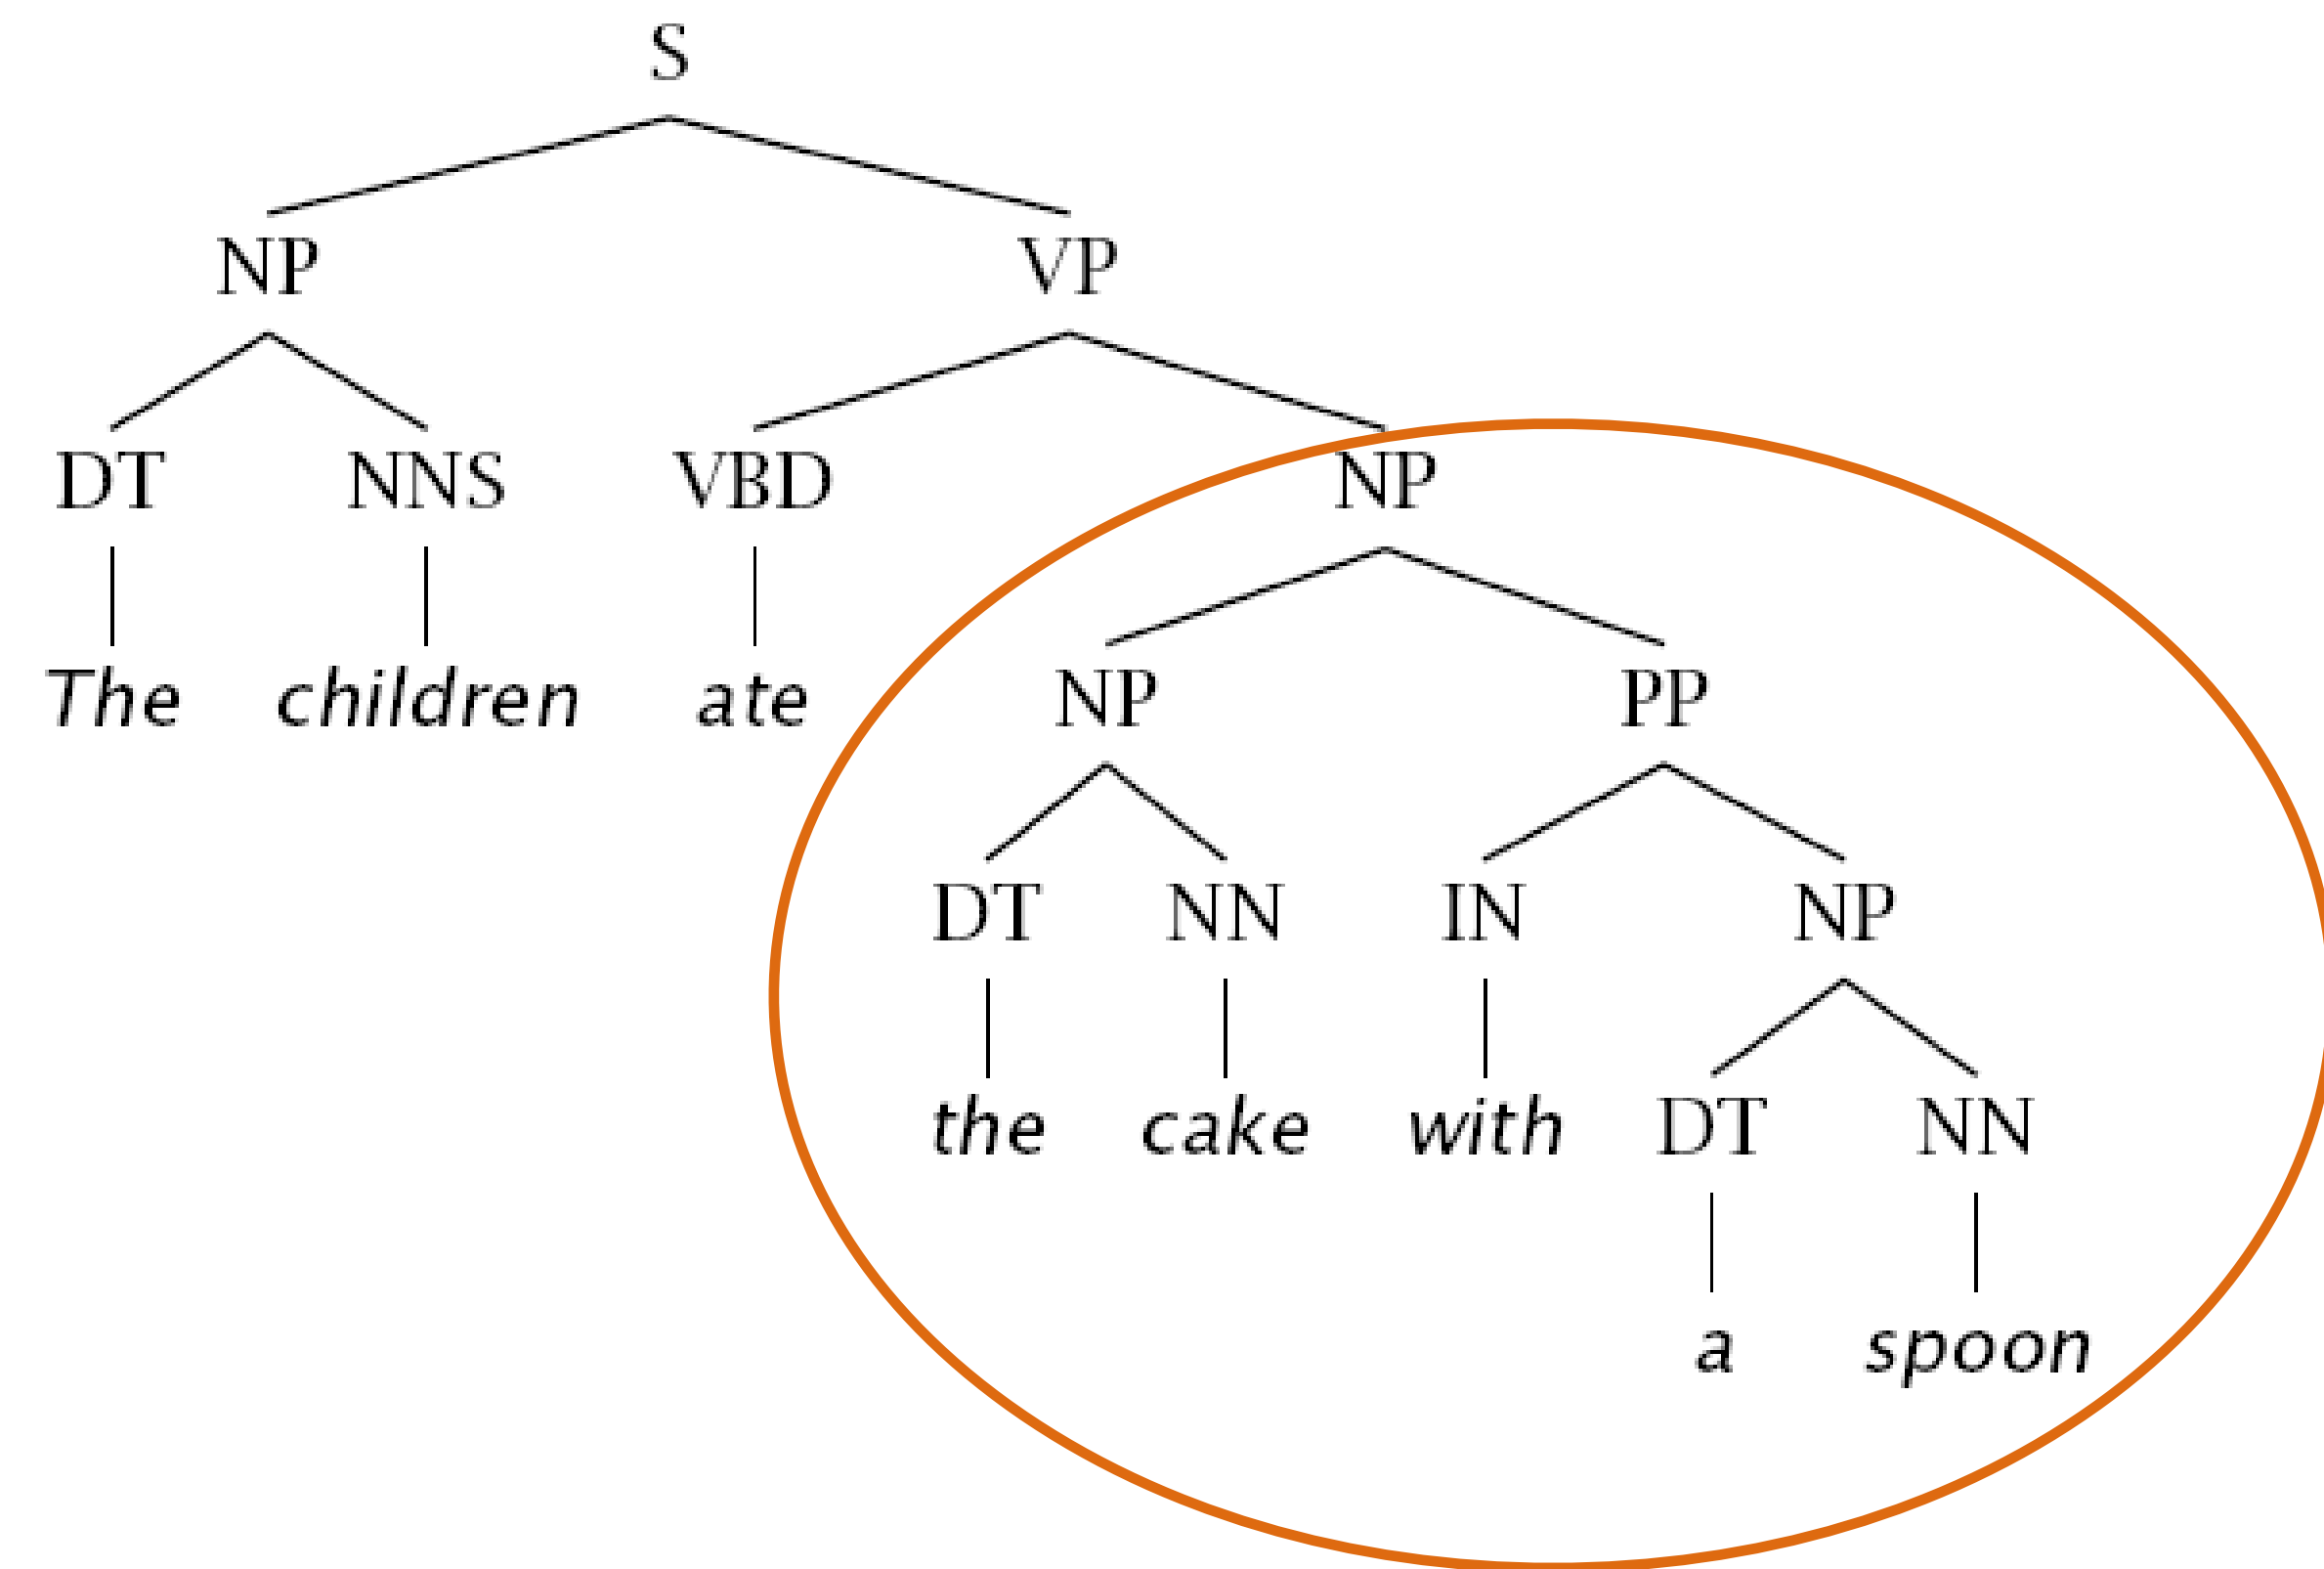 S
NP VP
DT NNS VBD NP
The children ate NP PP
DT NN IN NP
the cake with DT NN
a spoon